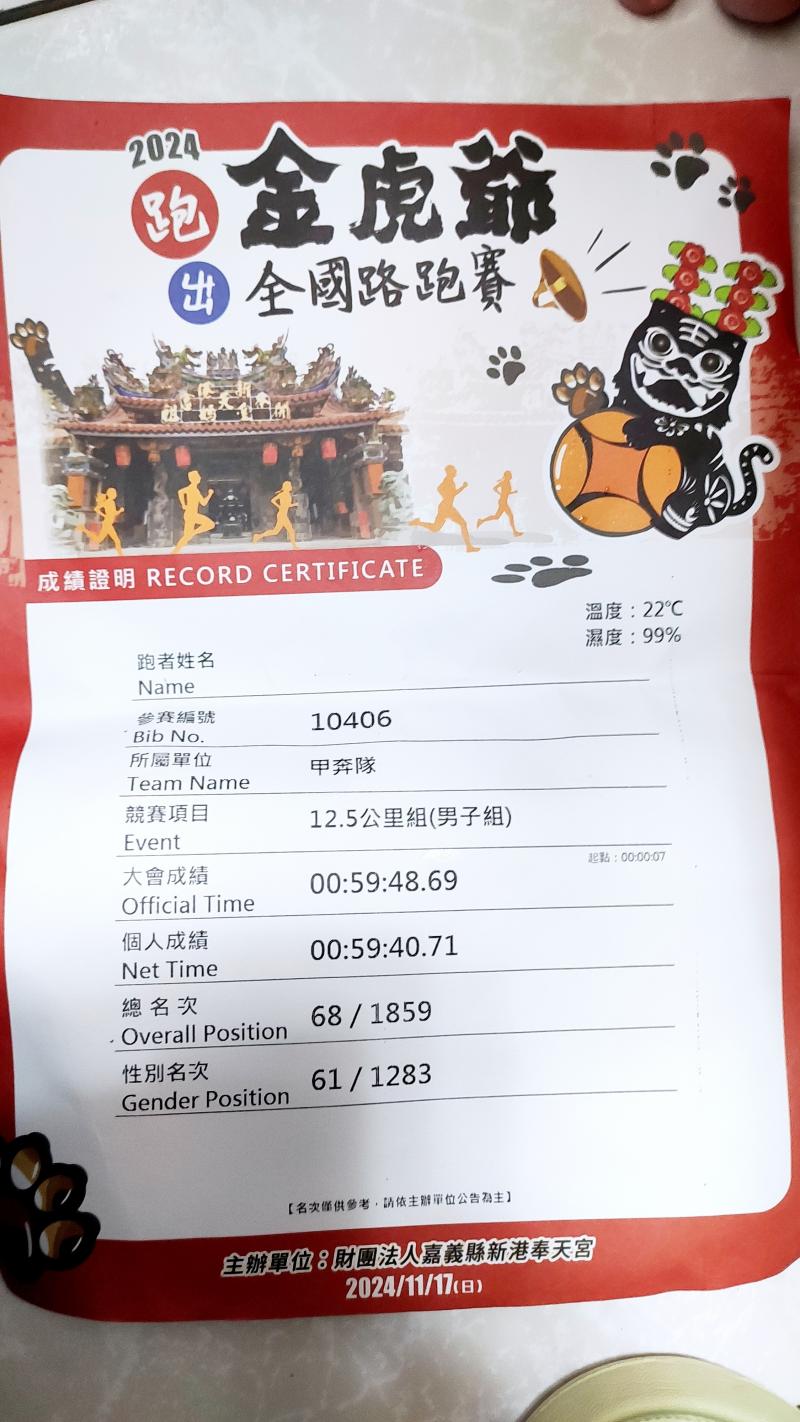 2024
跑 金虎爺
出 全國路跑賽
成績證明 RECORD CERTIFICATE
溫度：22℃
濕度：99%
跑者姓名
Name
參賽編號
Bib No.
10406
所屬單位
Team Name
甲奔隊
競賽項目
Event
12.5公里組(男子組)
起點：00:00:07
大會成績
Official Time
00:59:48.69
個人成績
Net Time
00:59:40.71
總名次
Overall Position
68 / 1859
性別名次
Gender Position
61 / 1283
【名次僅供參考，請依主辦單位公告為主】
主辦單位：財團法人嘉義縣新港奉天宮
2024/11/17(日)